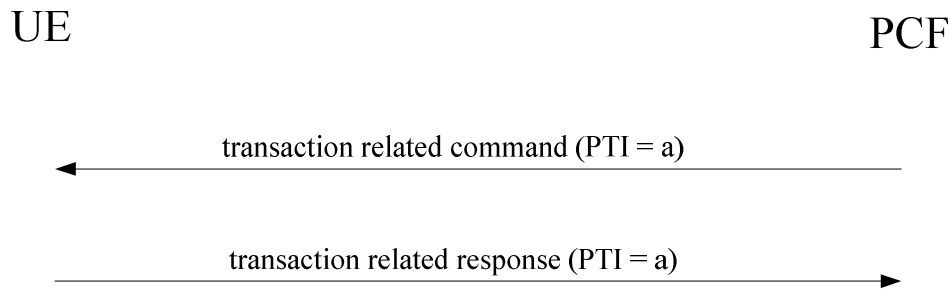 UE
PCF
transaction related command (PTI = a)
transaction related response (PTI = a)